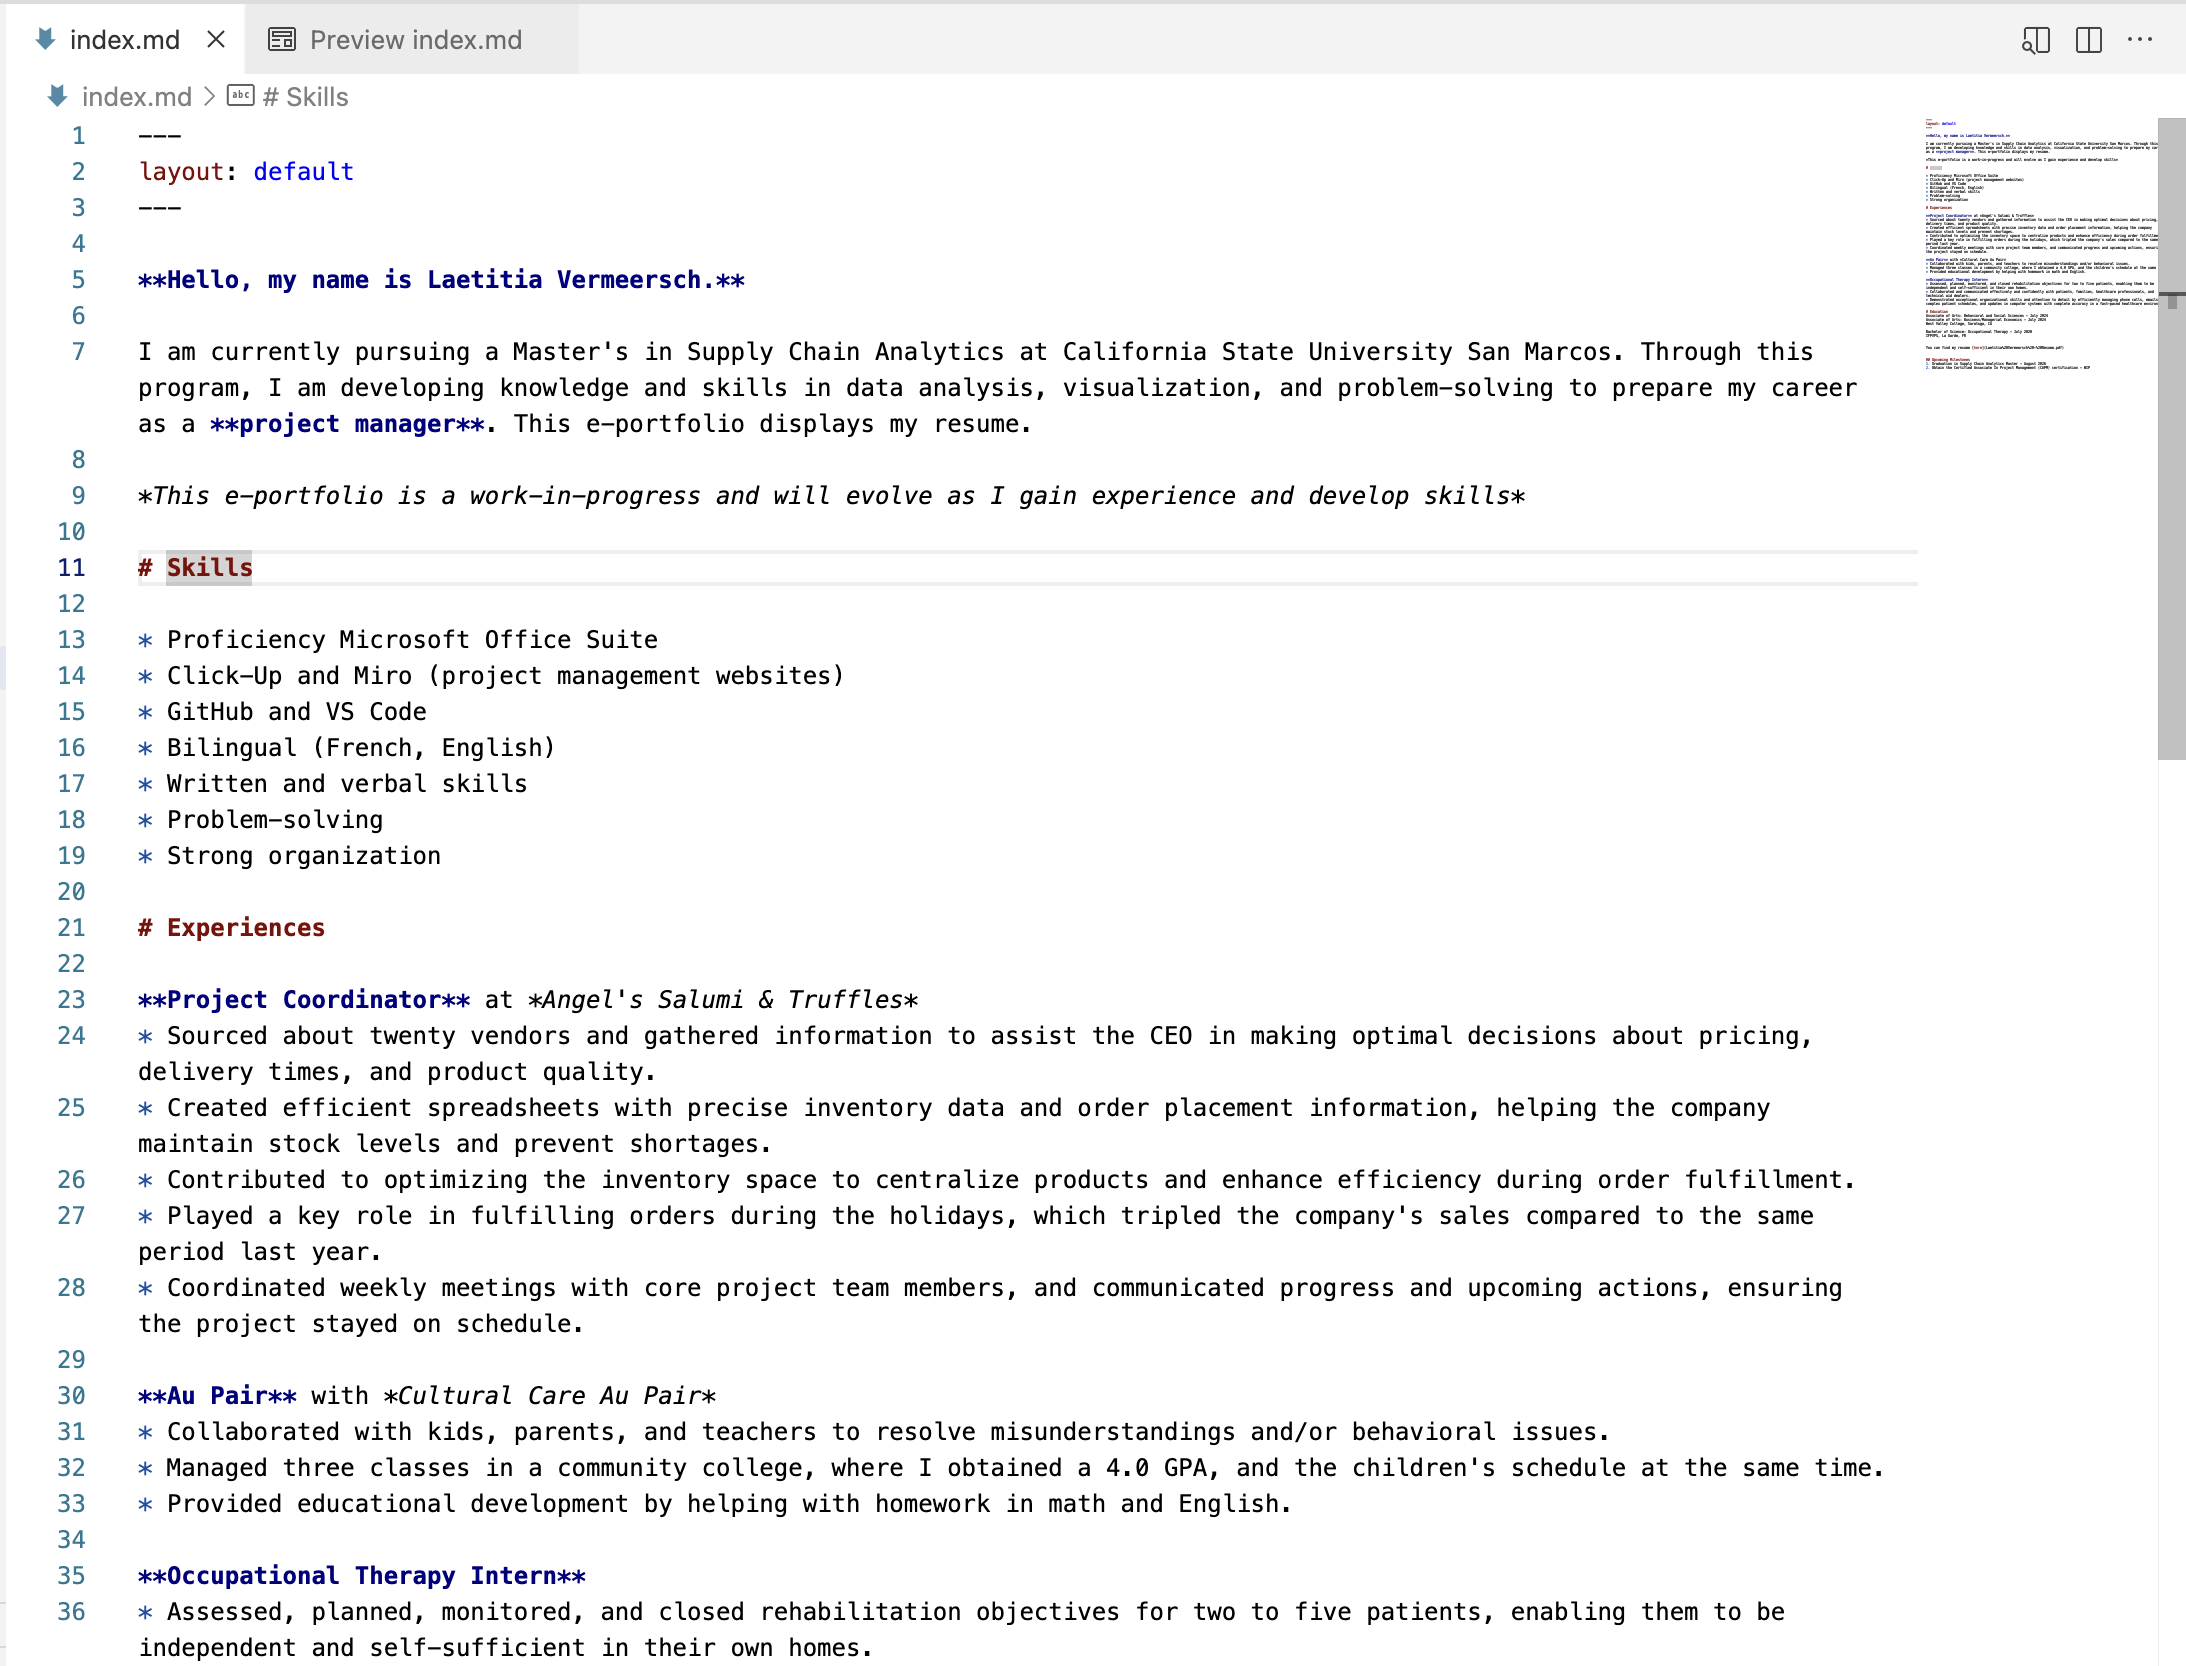 index.md
Preview index.md
index.md > abc # Skills
1 ---
2 layout: default
3 ---
4
5 **Hello, my name is Laetitia Vermeersch.**
6
7 I am currently pursuing a Master's in Supply Chain Analytics at California State University San Marcos. Through this
program, I am developing knowledge and skills in data analysis, visualization, and problem-solving to prepare my career
as a **project manager**. This e-portfolio displays my resume.
8
9 *This e-portfolio is a work-in-progress and will evolve as I gain experience and develop skills*
10
11 # Skills
12
13 * Proficiency Microsoft Office Suite
14 * Click-Up and Miro (project management websites)
15 * GitHub and VS Code
16 * Bilingual (French, English)
17 * Written and verbal skills
18 * Problem-solving
19 * Strong organization
20
21 # Experiences
22
23 **Project Coordinator** at *Angel's Salumi & Truffles*
24 * Sourced about twenty vendors and gathered information to assist the CEO in making optimal decisions about pricing,
delivery times, and product quality.
25 * Created efficient spreadsheets with precise inventory data and order placement information, helping the company
maintain stock levels and prevent shortages.
26 * Contributed to optimizing the inventory space to centralize products and enhance efficiency during order fulfillment.
27 * Played a key role in fulfilling orders during the holidays, which tripled the company's sales compared to the same
period last year.
28 * Coordinated weekly meetings with core project team members, and communicated progress and upcoming actions, ensuring
the project stayed on schedule.
29
30 **Au Pair** with *Cultural Care Au Pair*
31 * Collaborated with kids, parents, and teachers to resolve misunderstandings and/or behavioral issues.
32 * Managed three classes in a community college, where I obtained a 4.0 GPA, and the children's schedule at the same time.
33 * Provided educational development by helping with homework in math and English.
34
35 **Occupational Therapy Intern**
36 * Assessed, planned, monitored, and closed rehabilitation objectives for two to five patients, enabling them to be
independent and self-sufficient in their own homes.